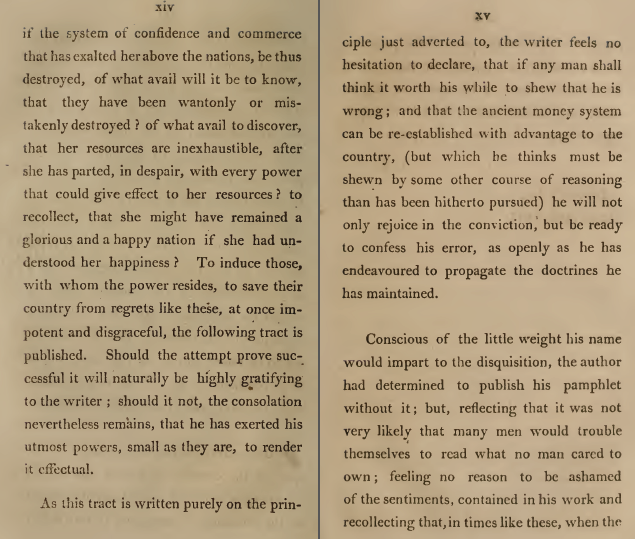 xiv
if the system of confidence and commerce
that has exalted her above the nations, be thus
destroyed, of what avail will it be to know,
that they have been wantonly or mis-
takenly destroyed ? of what avail to discover,
that her resources are inexhaustible, after
she has parted, in despair, with every power
that could give effect to her resources ? to
recollect, that she might have remained a
glorious and a happy nation if she had un-
derstood her happiness ? To induce those,
with whom the power resides, to save their
country from regrets like these, at once im-
potent and disgraceful, the following tract is
published. Should the attempt prove suc-
cessful it will naturally be highly gratifying
to the writer ; should it not, the consolation
nevertheless remains, that he has exerted his
utmost powers, small as they are, to render
it effectual.
As this tract is written purely on the prin-
xv
ciple just adverted to, the writer feels no
hesitation to declare, that if any man shall
think it worth his while to shew that he is
wrong ; and that the ancient money system
can be re-established with advantage to the
country, (but which he thinks must be
shewn by some other course of reasoning
than has been hitherto pursued) he will not
only rejoice in the conviction, but be ready
to confess his error, as openly as he has
endeavoured to propagate the doctrines he
has maintained.
Conscious of the little weight his name
would impart to the disquisition, the author
had determined to publish his pamphlet
without it ; but, reflecting that it was not
very likely that many men would trouble
themselves to read what no man cared to
own ; feeling no reason to be ashamed
of the sentiments, contained in his work and
recollecting that, in times like these, when the